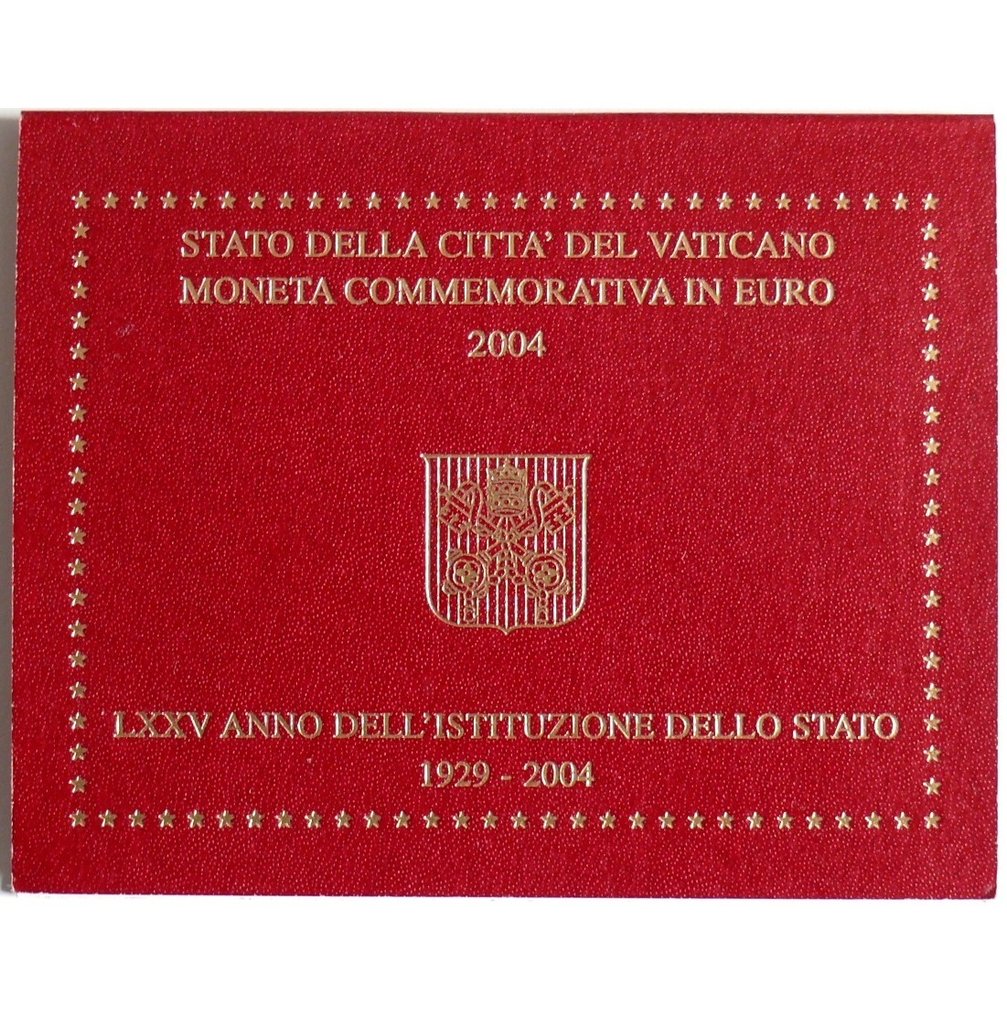 STATO DELLA CITTA' DEL VATICANO
MONETA COMMEMORATIVA IN EURO
2004
LXXV ANNO DELL'ISTITUZIONE DELLO STATO
1929 - 2004